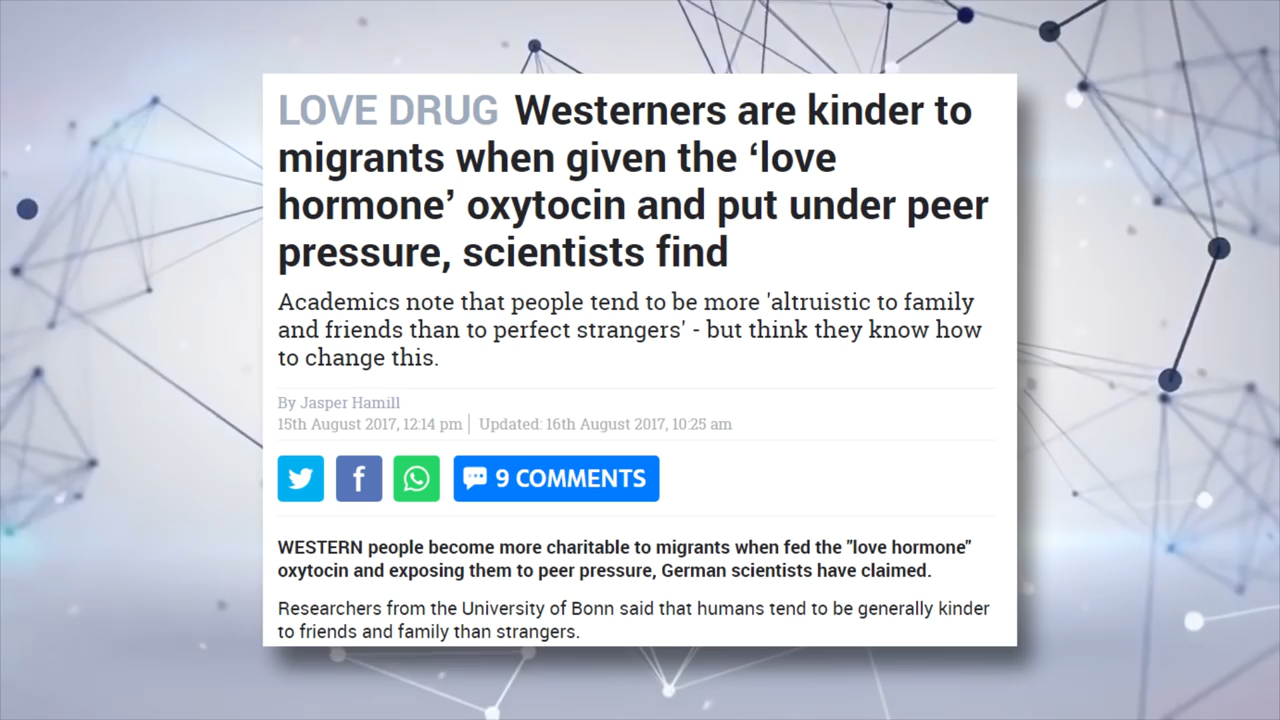 LOVE DRUG Westerners are kinder to
migrants when given the ‘love
hormone’ oxytocin and put under peer
pressure, scientists find
Academics note that people tend to be more 'altruistic to family
and friends than to perfect strangers' - but think they know how
to change this.
By Jasper Hamill
15th August 2017, 12:14 pm | Updated: 16th August 2017, 10:25 am
9 COMMENTS
WESTERN people become more charitable to migrants when fed the "love hormone"
oxytocin and exposing them to peer pressure, German scientists have claimed.
Researchers from the University of Bonn said that humans tend to be generally kinder
to friends and family than strangers.